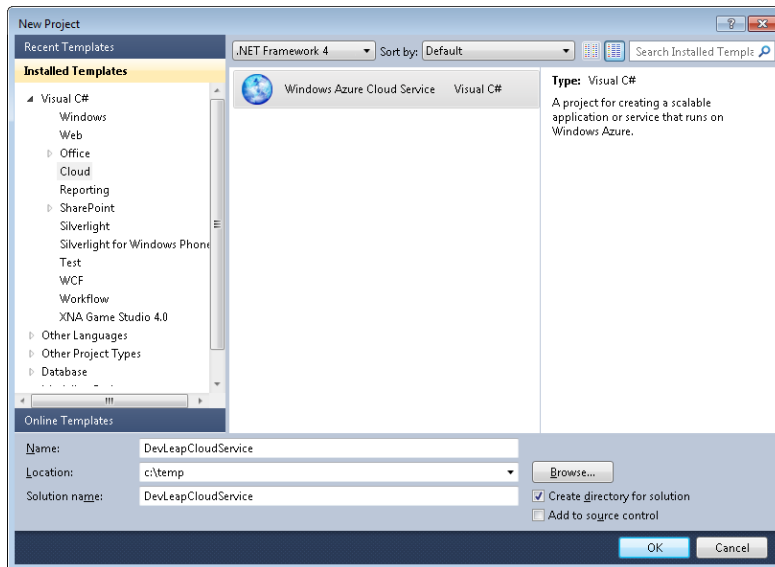 New Project
Recent Templates
.NET Framework 4 Sort by: Default Search Installed
Installed Templates
Visual C#
Windows
Web
Office
Cloud
Reporting
SharePoint
Silverlight
Silverlight for Windows Phone
Test
WCF
Workflow
XNA Game Studio 4.0
Other Languages
Other Project Types
Database
Online Templates
Windows Azure Cloud Service Visual C#
Type: Visual C#
A project for creating a scalable
application or service that runs on
Windows Azure.
Name: DevLeapCloudService
Location: c:\temp Browse...
Solution name: DevLeapCloudService
Create directory for solution
Add to source control
OK Cancel